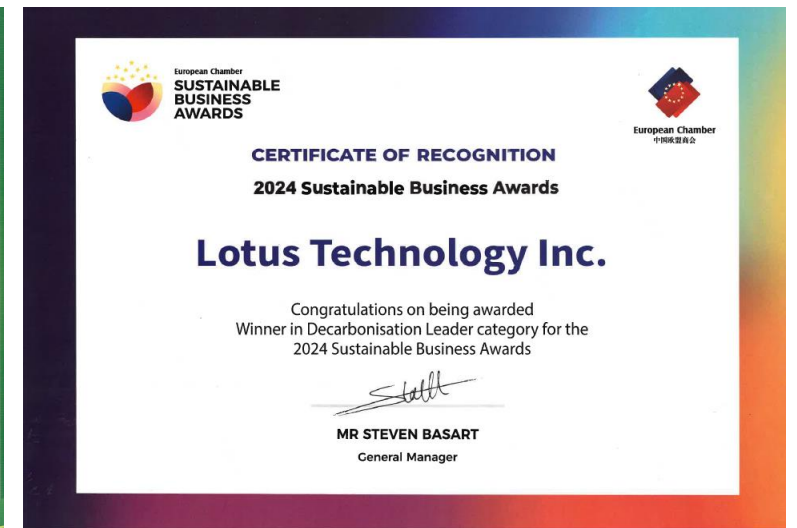 European Chamber
SUSTAINABLE
BUSINESS
AWARDS
European Chamber
中国欧盟商会
CERTIFICATE OF RECOGNITION
2024 Sustainable Business Awards
Lotus Technology Inc.
Congratulations on being awarded
Winner in Decarbonisation Leader category for the
2024 Sustainable Business Awards
MR STEVEN BASART
General Manager